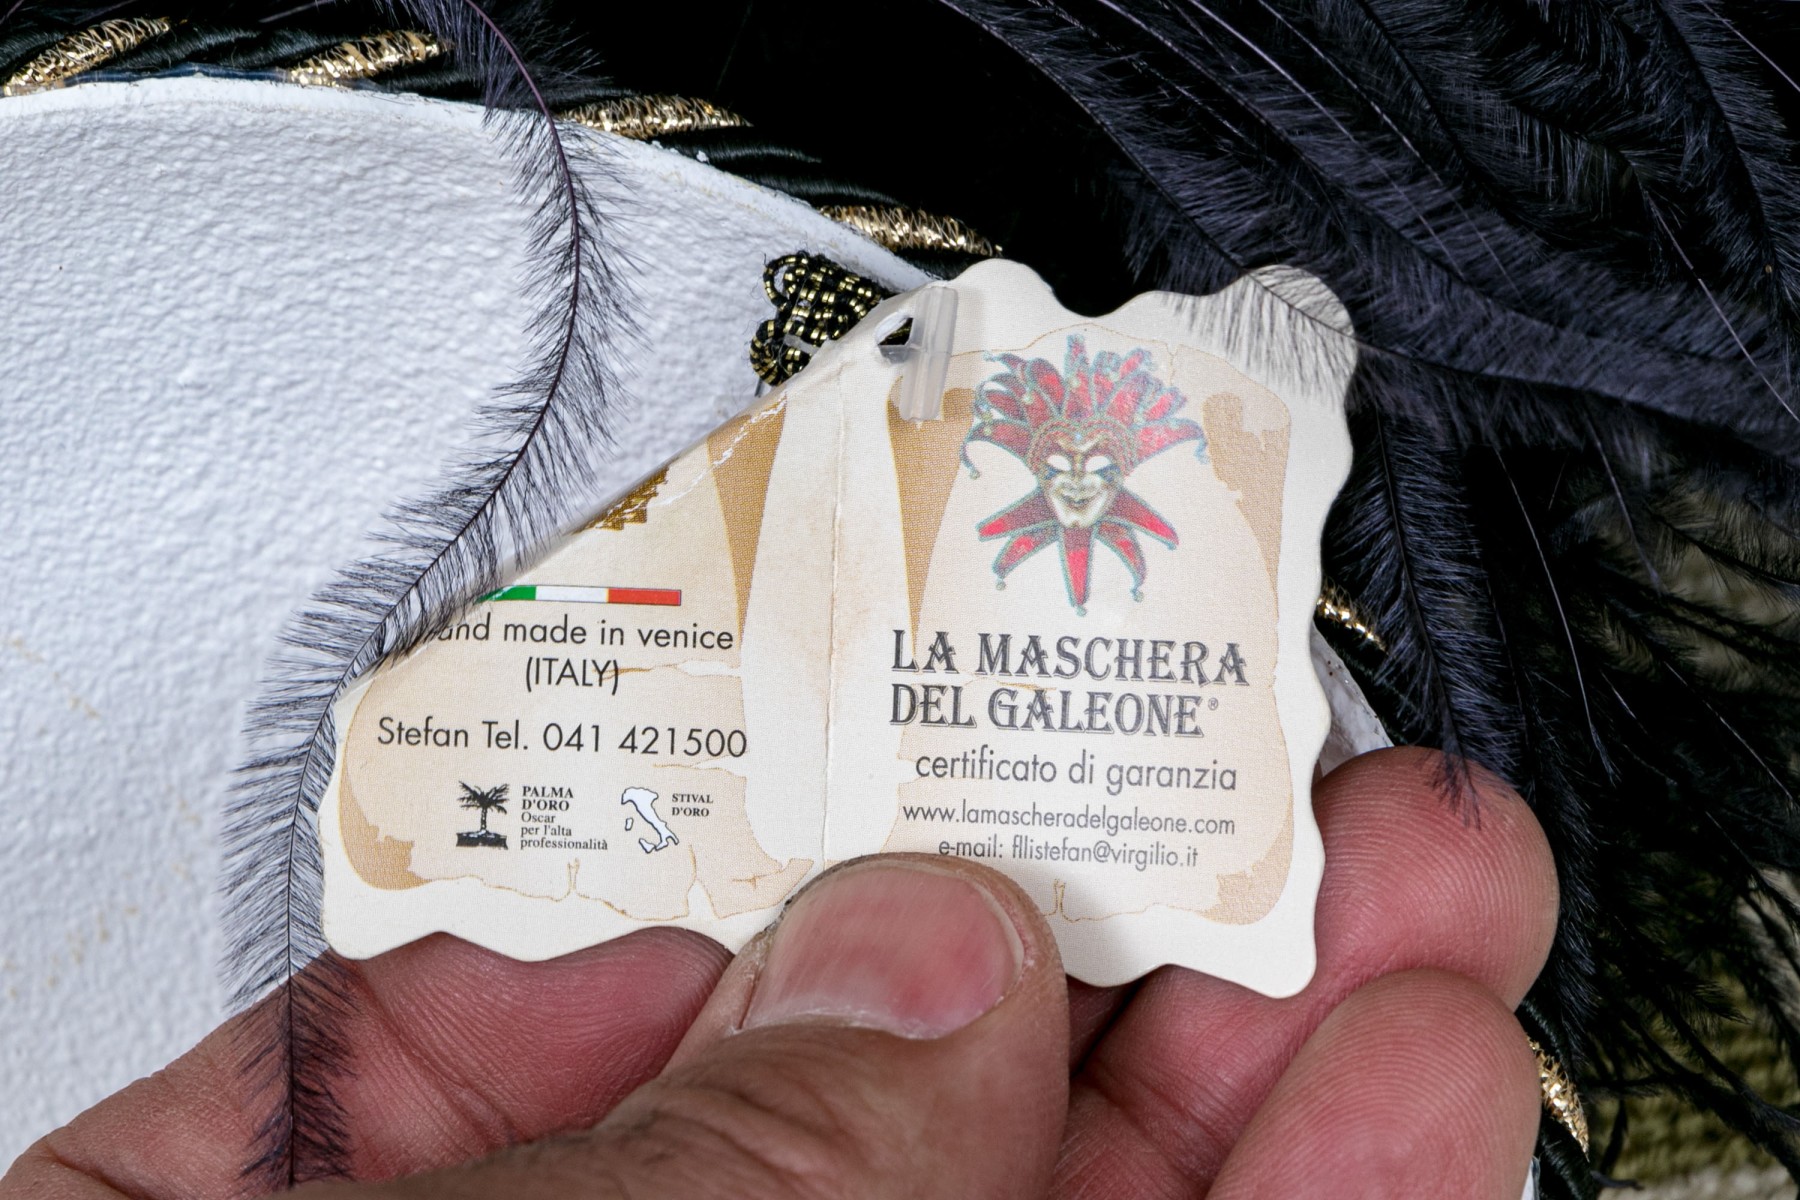 and made in venice
(ITALY)
Stefan Tel. 041 421500
PALMA
D'ORO
Oscar
per l'alta
professionalità
STIVAL
D'ORO
LA MASCHERA
DEL GALEONE®
certificato di garanzia
www.lamascheradelgaleone.com
e-mail: fllistefan@virgilio.it